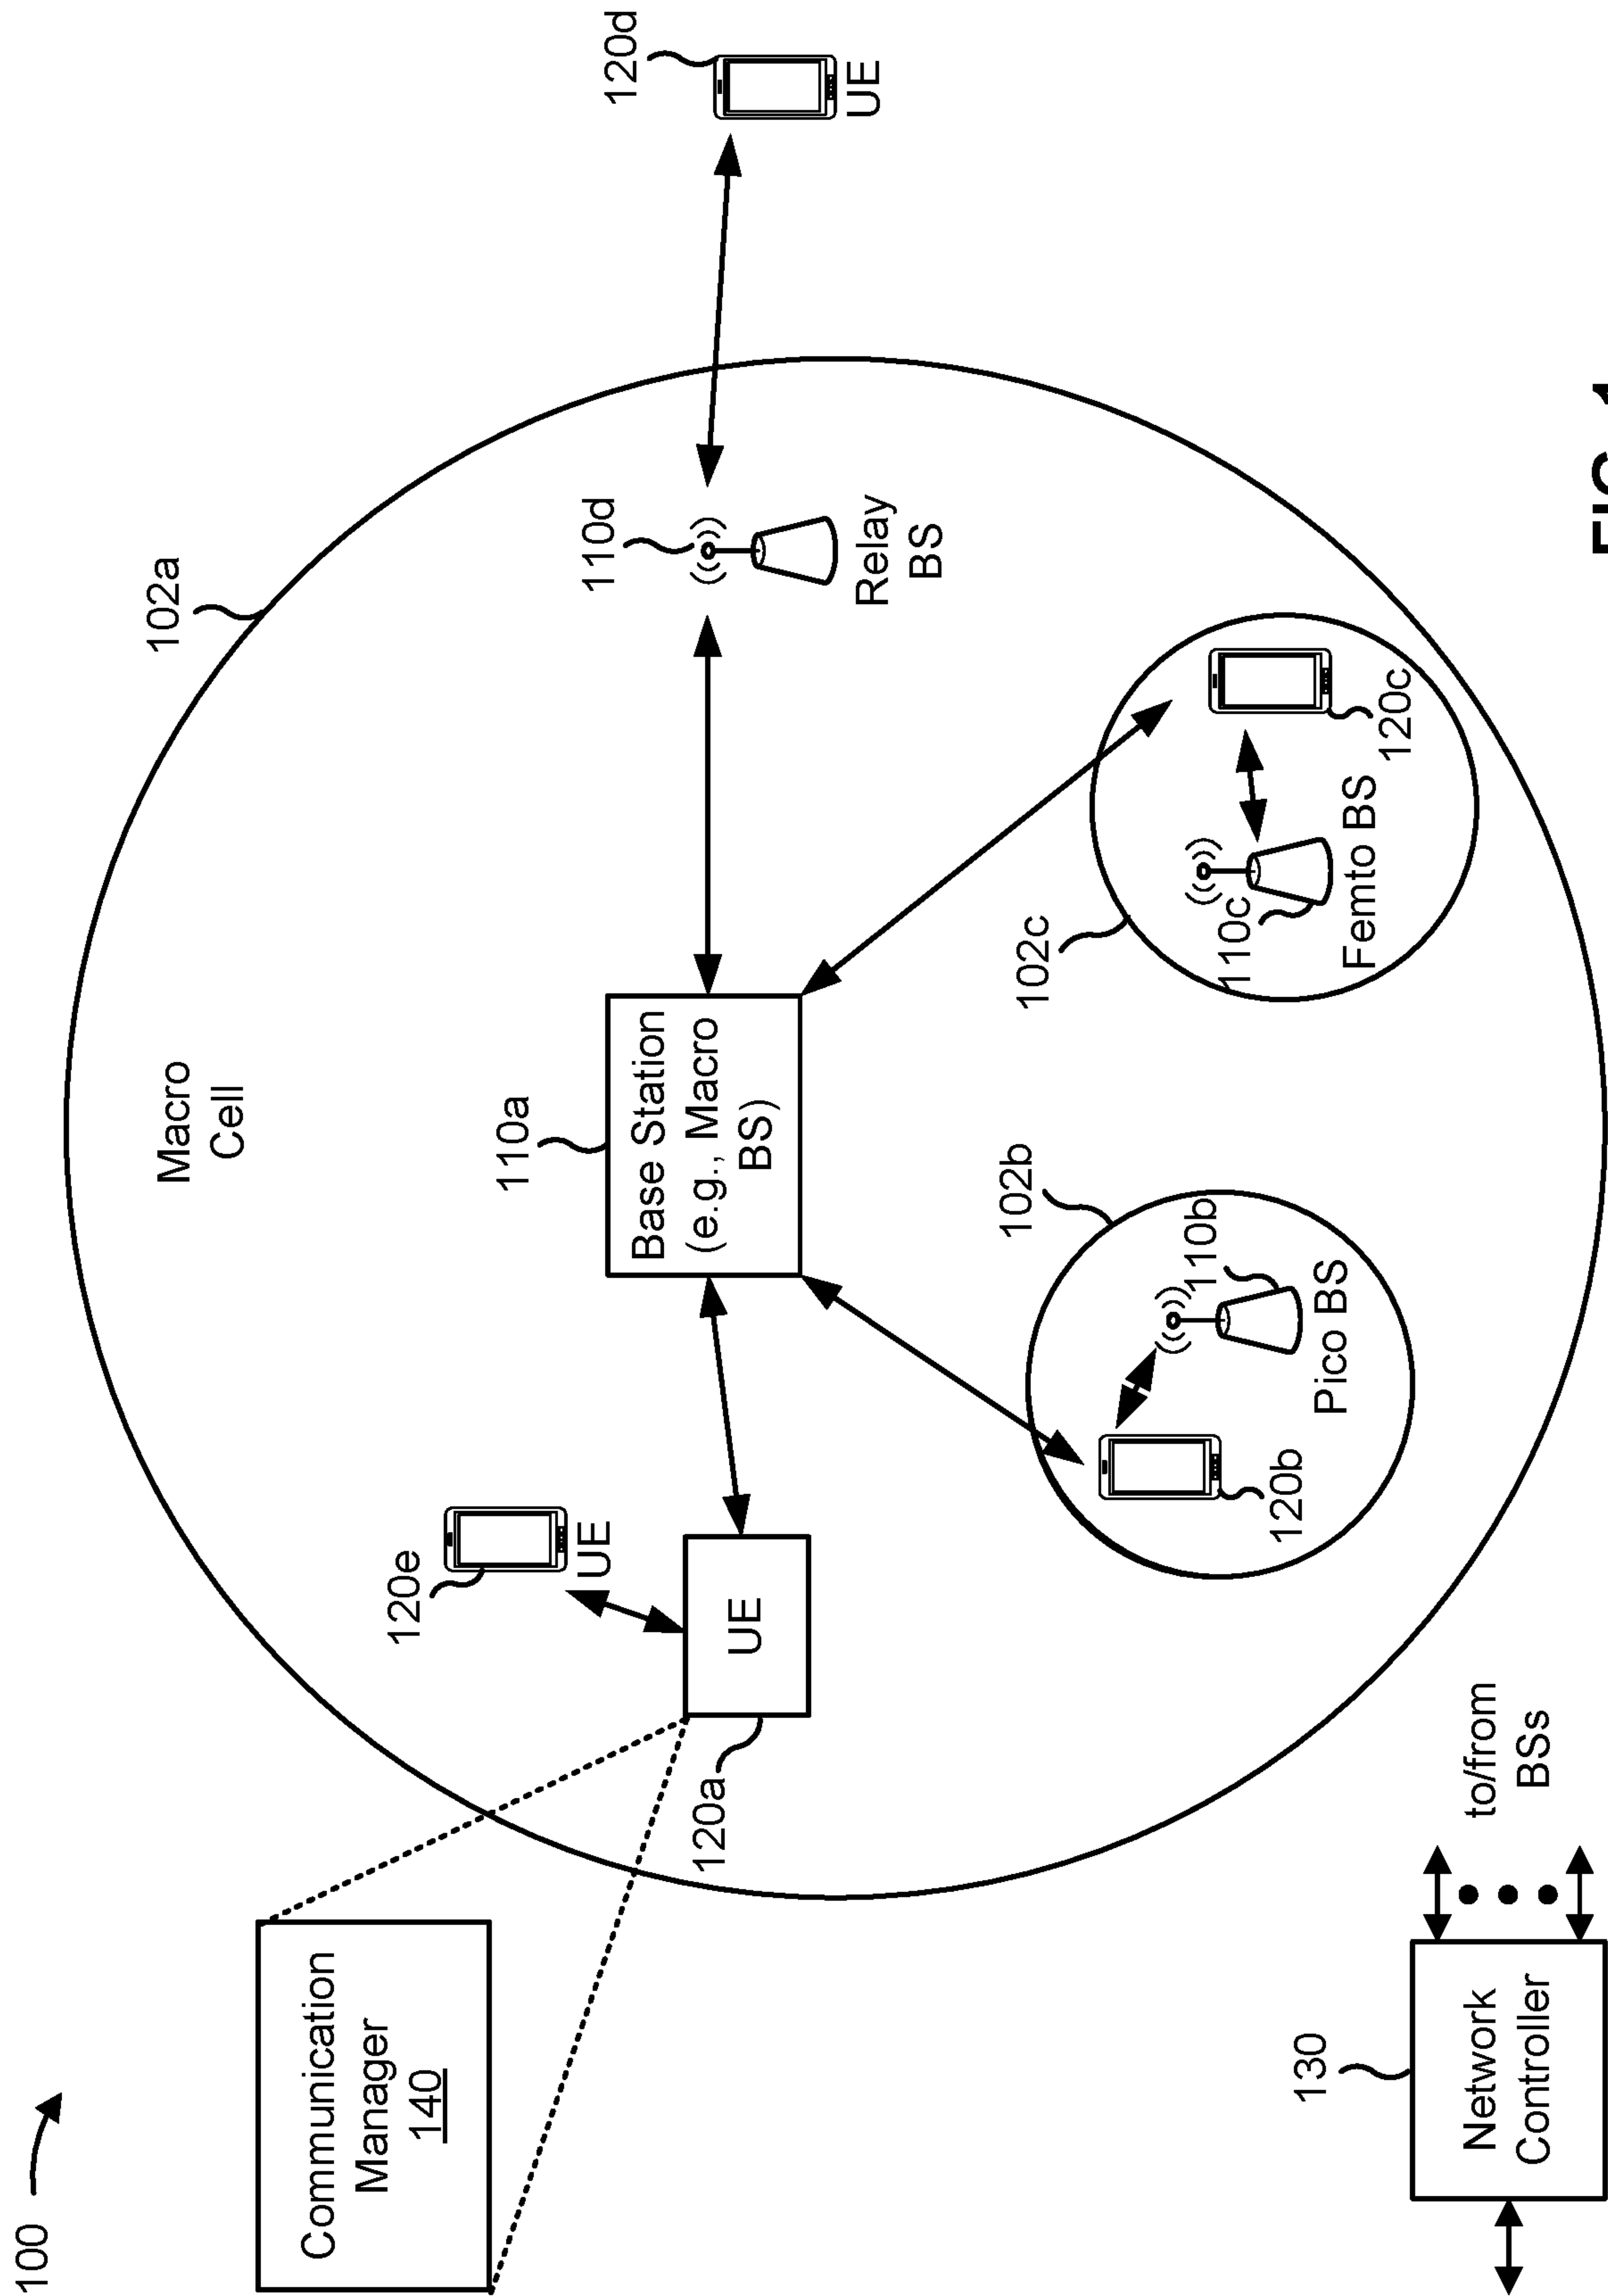 100
102a
Macro
Cell
Communication
Manager
140
120e
UE
110a
110d
120d
UE
Base Station
(e.g., Macro
BS)
UE
120a
Relay
BS
102b
102c
110b
110c
120b
Pico BS
120c
Femto BS
130
to/from
BSs
Network
Controller